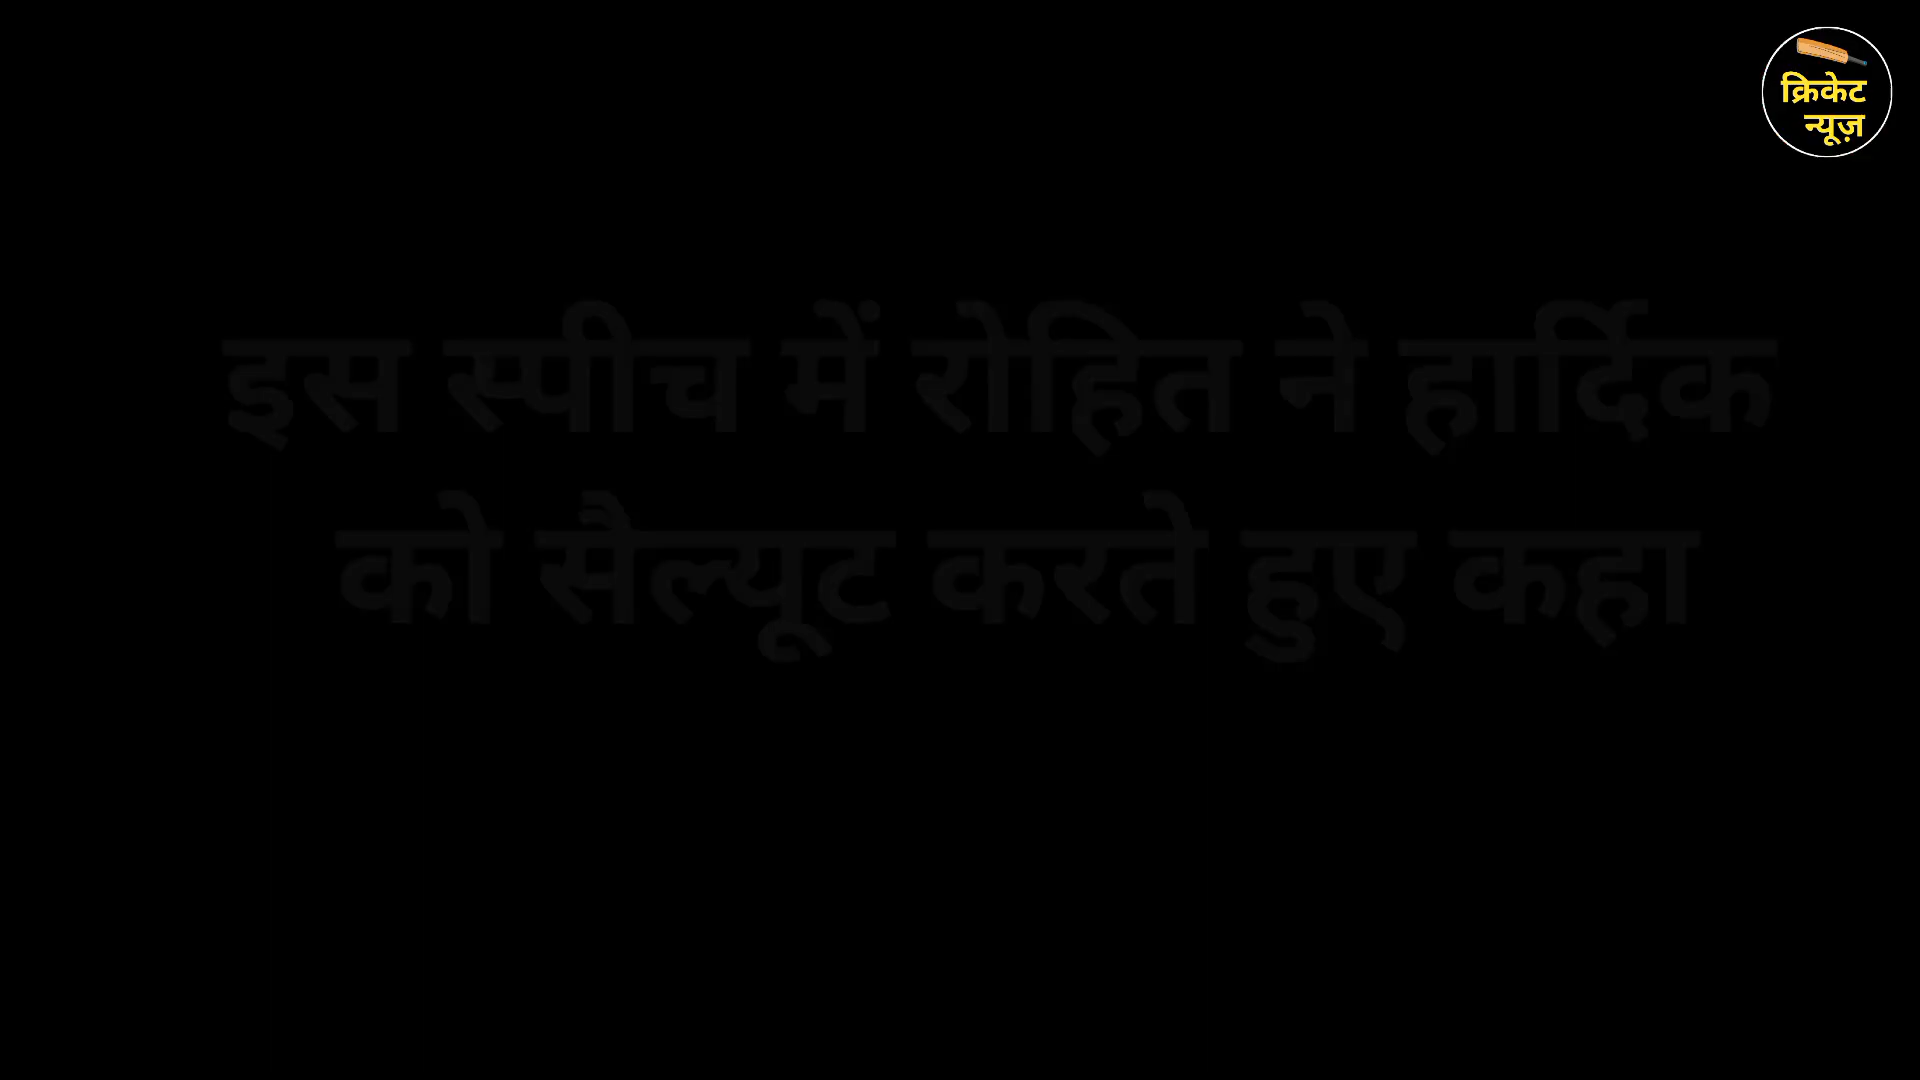 क्रिकेट
न्यूज़
इस स्पीच में रोहित ने हार्दिक
को सैल्यूट करते हुए कहा